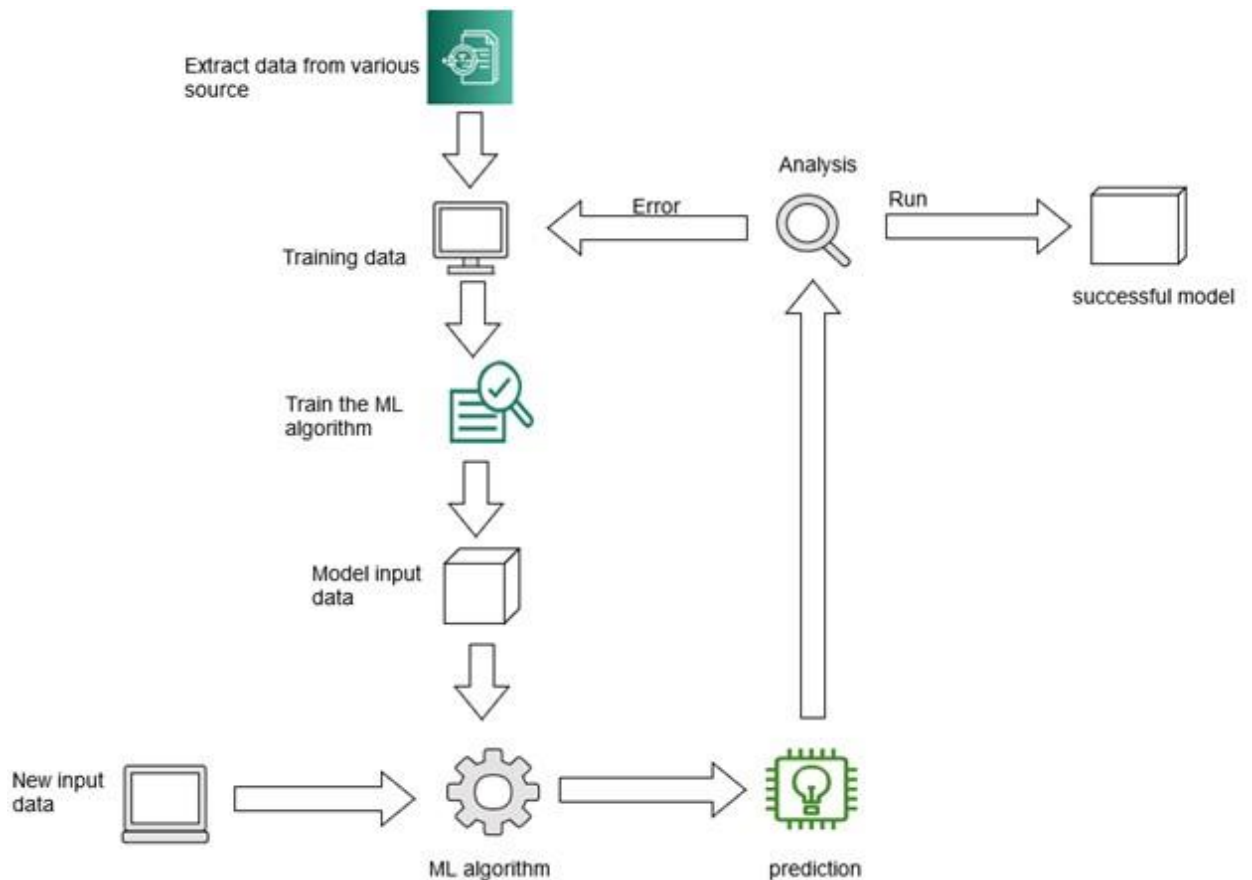 Extract data from various
source
Analysis
Error
Run
Training data
successful model
Train the ML
algorithm
Model input
data
New input
data
ML algorithm
prediction